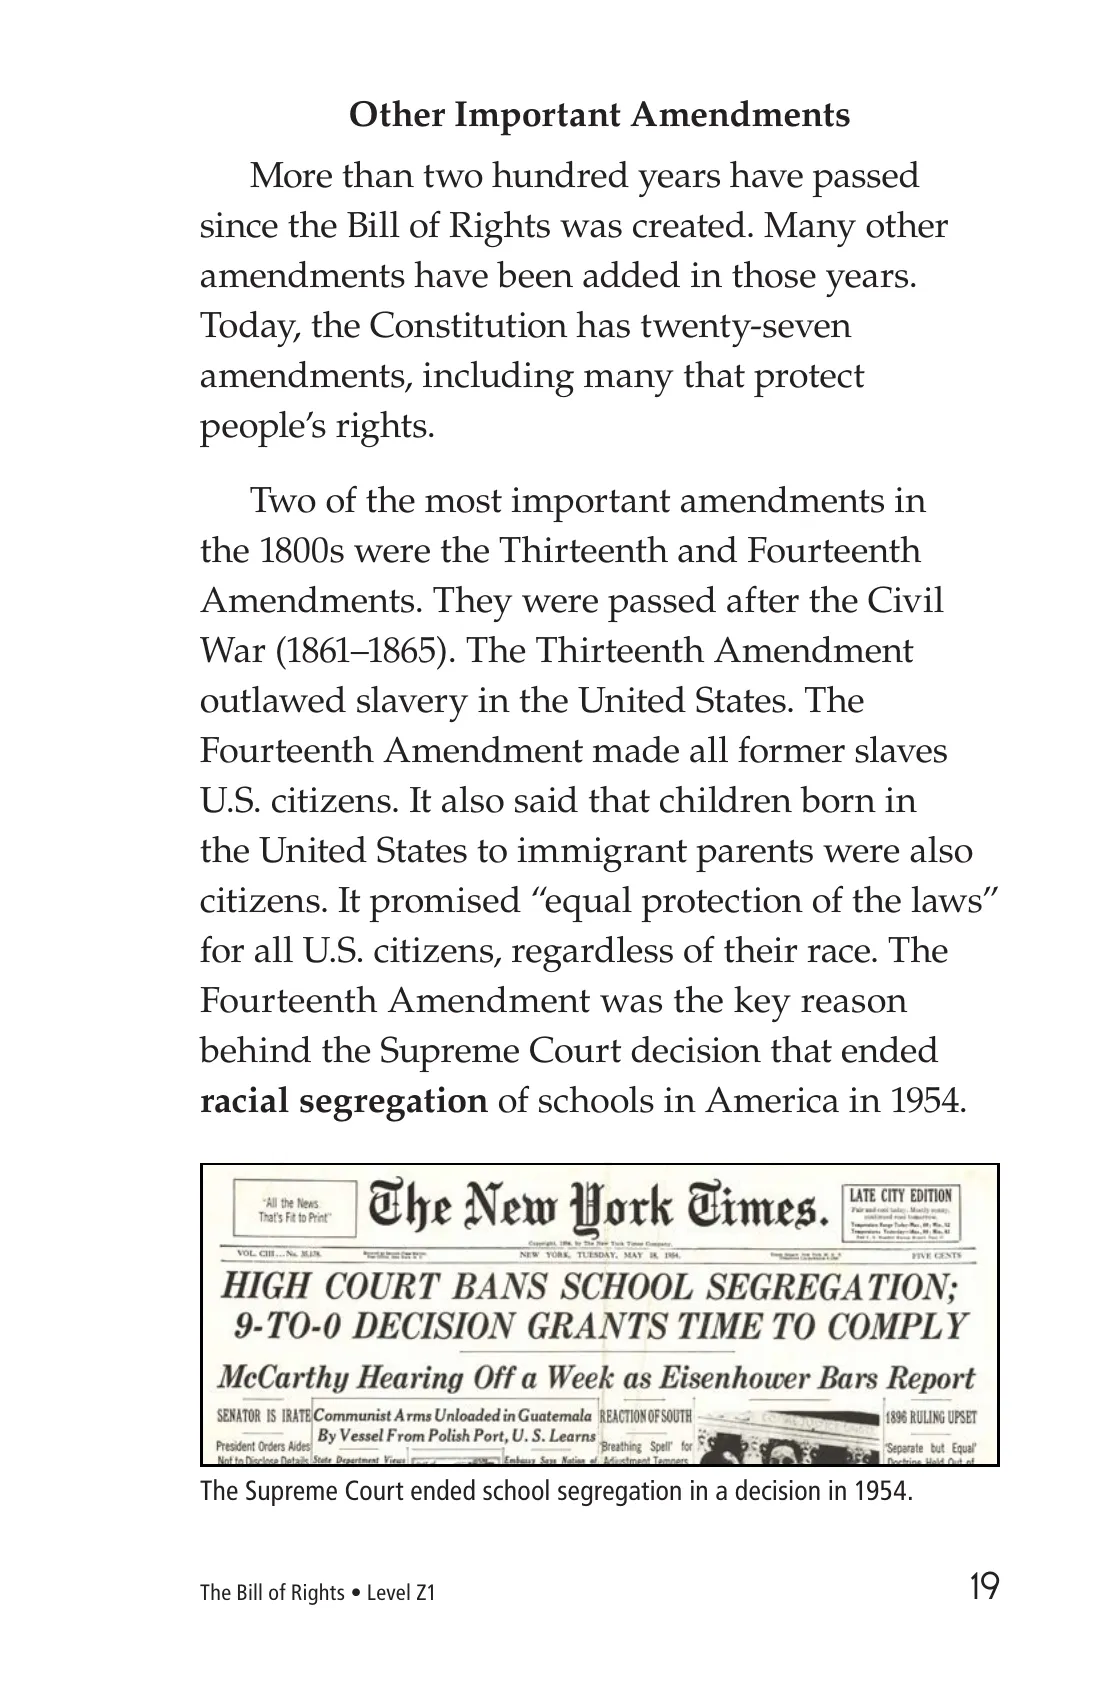 Other Important Amendments
More than two hundred years have passed
since the Bill of Rights was created. Many other
amendments have been added in those years.
Today, the Constitution has twenty-seven
amendments, including many that protect
people’s rights.
Two of the most important amendments in
the 1800s were the Thirteenth and Fourteenth
Amendments. They were passed after the Civil
War (1861–1865). The Thirteenth Amendment
outlawed slavery in the United States. The
Fourteenth Amendment made all former slaves
U.S. citizens. It also said that children born in
the United States to immigrant parents were also
citizens. It promised “equal protection of the laws”
for all U.S. citizens, regardless of their race. The
Fourteenth Amendment was the key reason
behind the Supreme Court decision that ended
racial segregation of schools in America in 1954.
"All the News
That's Fit to Print"
The New York Times.
LATE CITY EDITION
VOL. CIII... No.
NEW YORK, TUESDAY, MAY 18, 1954.
FIVE CENTS
HIGH COURT BANS SCHOOL SEGREGATION;
9-TO-0 DECISION GRANTS TIME TO COMPLY
McCarthy Hearing Off a Week as Eisenhower Bars Report
SENATOR IS IRATE
President Orders Aides
Not to Disclose Details
Communist Arms Unloaded in Guatemala
By Vessel From Polish Port, U. S. Learns
State Department Views
Embassy Says Nation of
REACTION OF SOUTH
'Breathing Spell' for
Adjustment Tempers
1896 RULING UPSET
'Separate but Equal'
Doctrine Held Out of
The Supreme Court ended school segregation in a decision in 1954.
The Bill of Rights • Level Z1
19